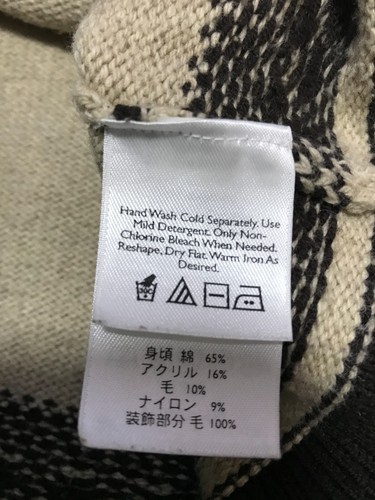 Hand Wash Cold Separately. Use
Mild Detergent. Only Non-
Chlorine Bleach When Needed.
Reshape, Dry Flat. Warm Iron As
Desired.
30C
身頃 綿 65%
アクリル 16%
毛 10%
ナイロン 9%
装飾部分 毛 100%